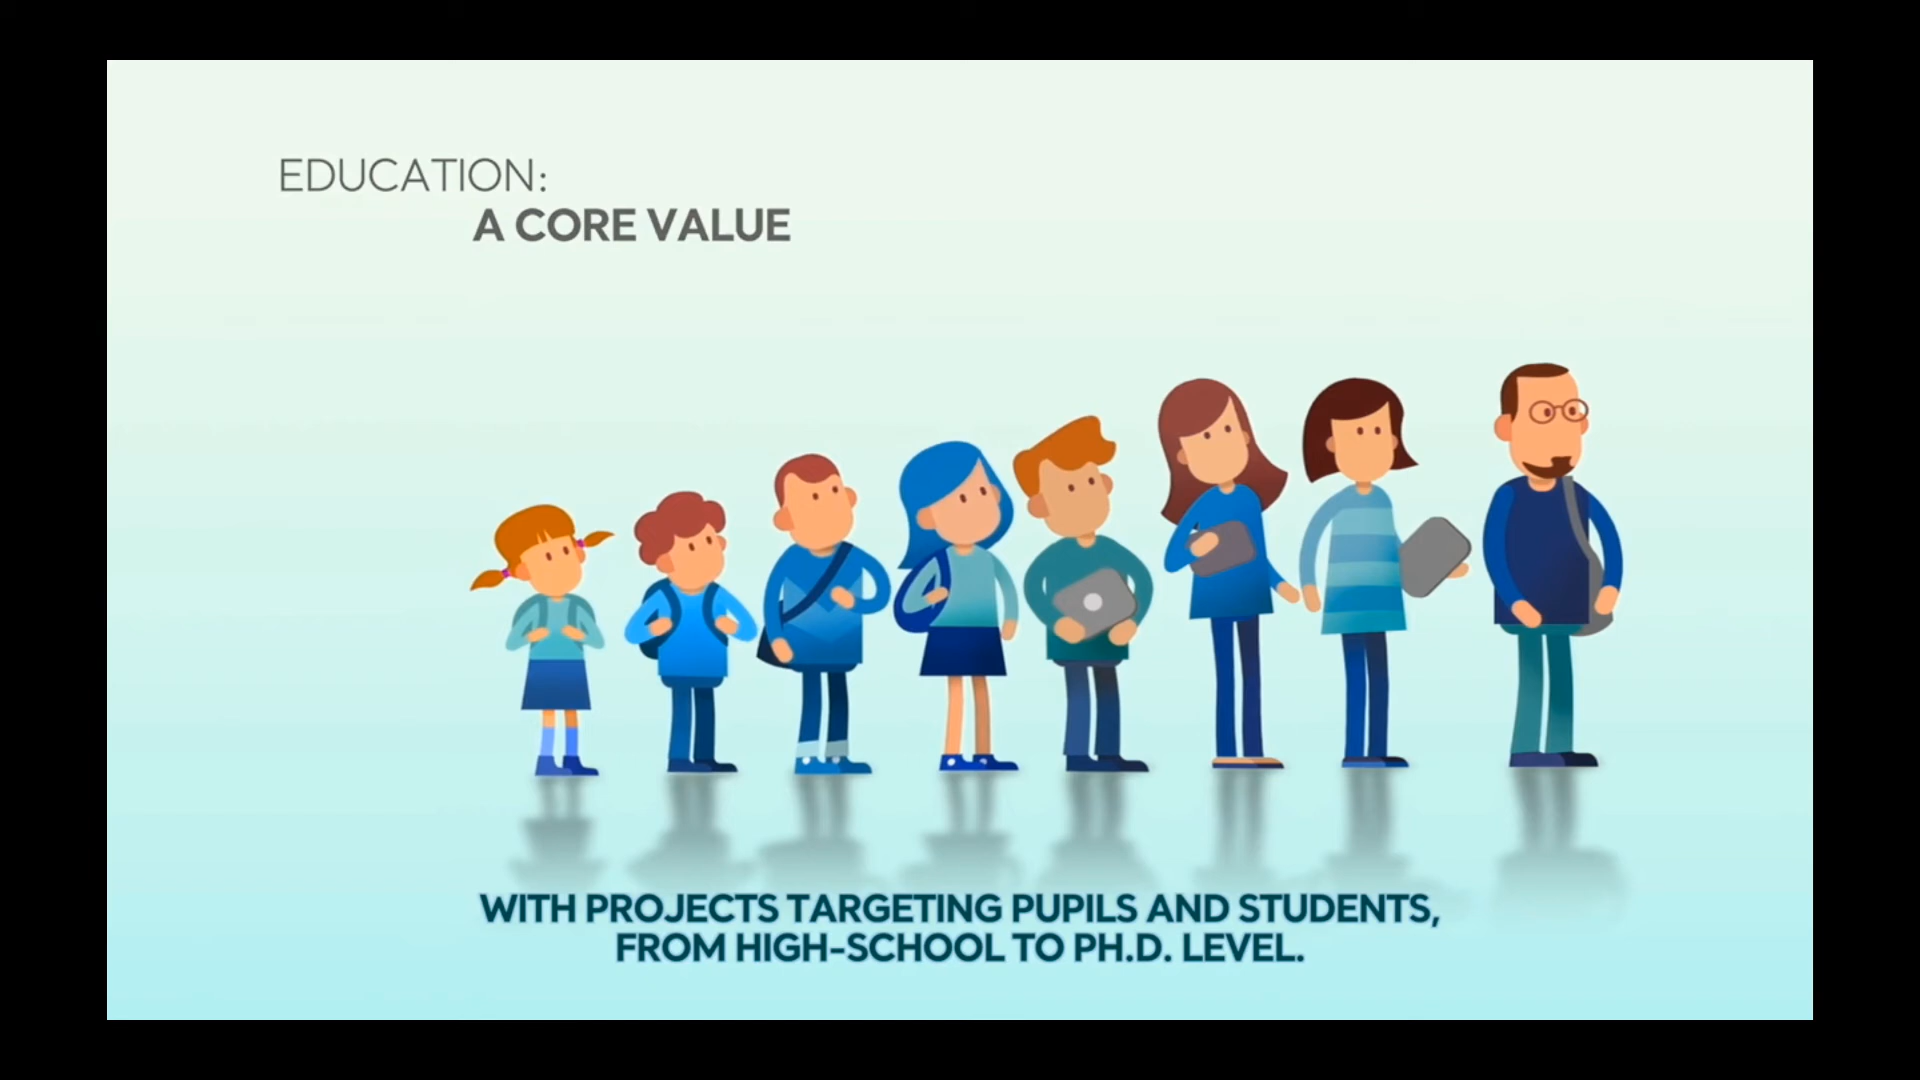 EDUCATION:
A CORE VALUE
WITH PROJECTS TARGETING PUPILS AND STUDENTS,
FROM HIGH-SCHOOL TO PH.D. LEVEL.